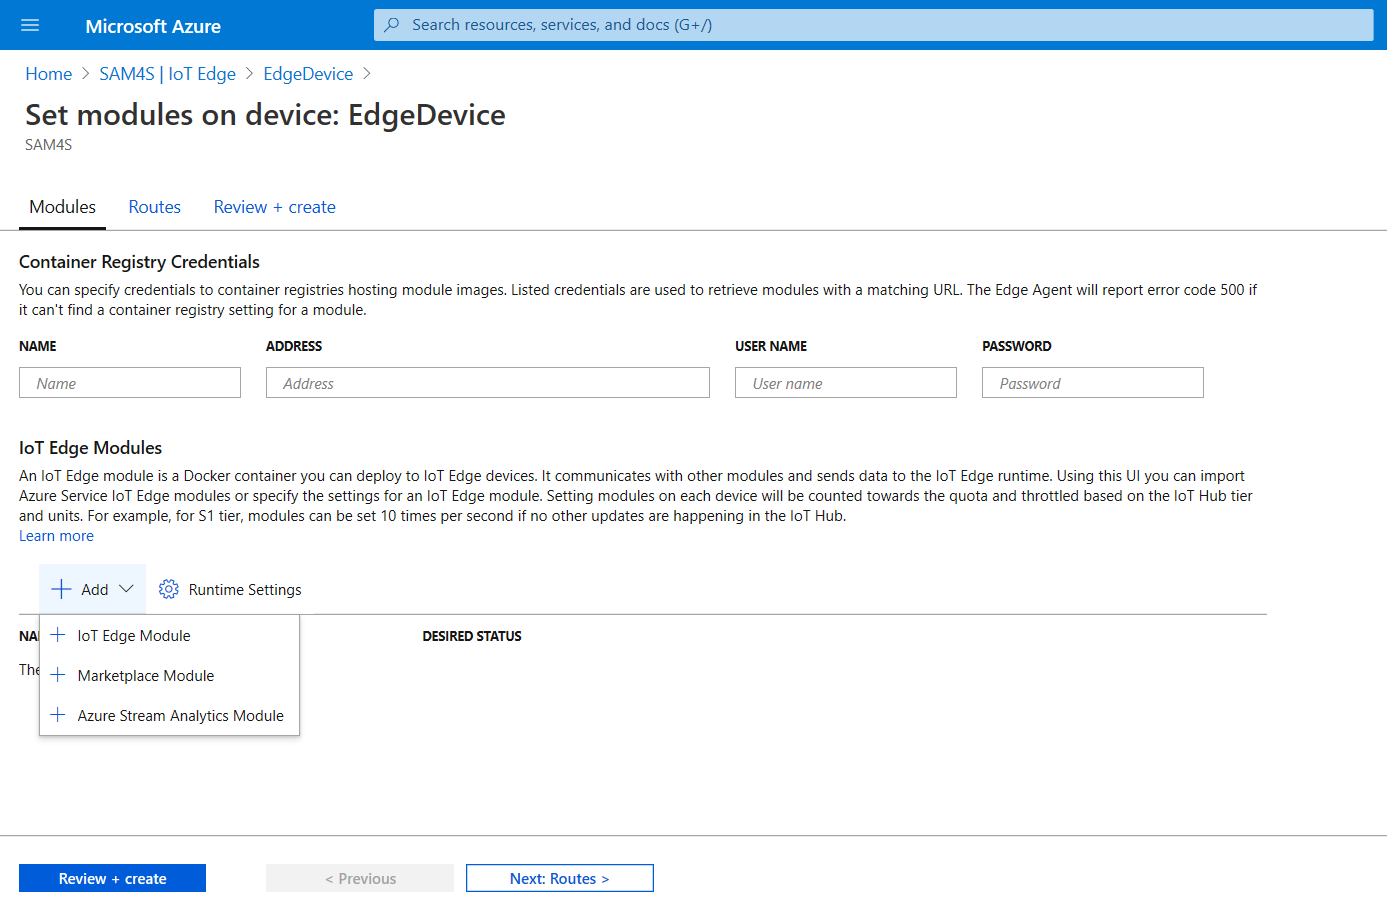 Microsoft Azure
Search resources, services, and docs (G+/)
Home > SAM4S | IoT Edge > EdgeDevice >
Set modules on device: EdgeDevice
SAM4S
Modules Routes Review + create
Container Registry Credentials
You can specify credentials to container registries hosting module images. Listed credentials are used to retrieve modules with a matching URL. The Edge Agent will report error code 500 if
it can't find a container registry setting for a module.
NAME ADDRESS USER NAME PASSWORD
Name Address User name Password
IoT Edge Modules
An IoT Edge module is a Docker container you can deploy to IoT Edge devices. It communicates with other modules and sends data to the IoT Edge runtime. Using this UI you can import
Azure Service IoT Edge modules or specify the settings for an IoT Edge module. Setting modules on each device will be counted towards the quota and throttled based on the IoT Hub tier
and units. For example, for S1 tier, modules can be set 10 times per second if no other updates are happening in the IoT Hub.
Learn more
+ Add Runtime Settings
DESIRED STATUS
+ IoT Edge Module
+ Marketplace Module
+ Azure Stream Analytics Module
Review + create < Previous Next: Routes >